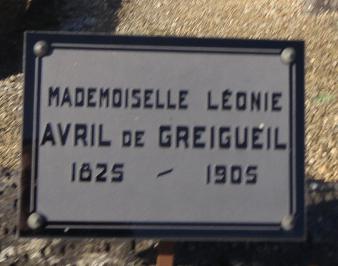 MADEMOISELLE LÉONIE
AVRIL DE GREIGUEIL
1825 - 1905